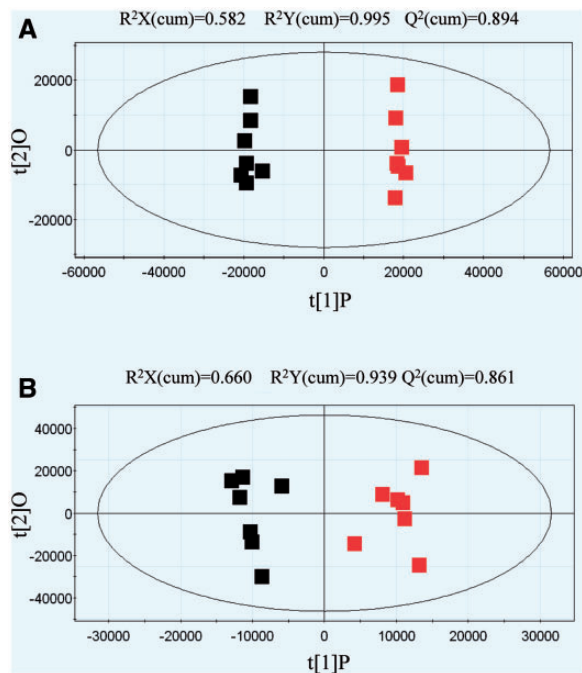 A
R²X(cum)=0.582 R²Y(cum)=0.995 Q²(cum)=0.894
20000
0
-20000
t[2]O
-60000 -40000 -20000 0 20000 40000 60000
t[1]P
B
R²X(cum)=0.660 R²Y(cum)=0.939 Q²(cum)=0.861
40000
20000
0
-20000
-40000
t[2]O
-30000 -20000 -10000 0 10000 20000 30000
t[1]P